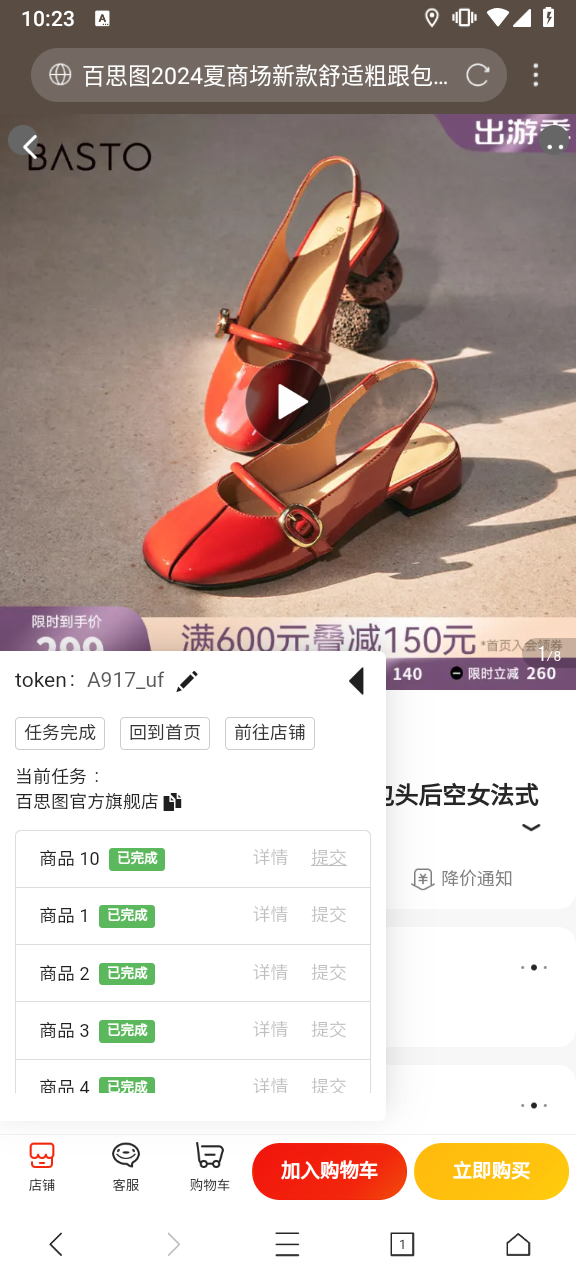 10:23
A
百思图2024夏商场新款舒适粗跟包...
出游季
BASTO
限时到手价
满600元叠减150元
*首页入会领券
1/8
140
限时立减 260
token：A917_uf
任务完成
回到首页
前往店铺
当前任务：
百思图官方旗舰店
包头后空女法式
降价通知
商品 10 已完成 详情 提交
商品 1 已完成 详情 提交
商品 2 已完成 详情 提交
商品 3 已完成 详情 提交
商品 4 已完成 详情 提交
店铺
客服
购物车
加入购物车
立即购买
1